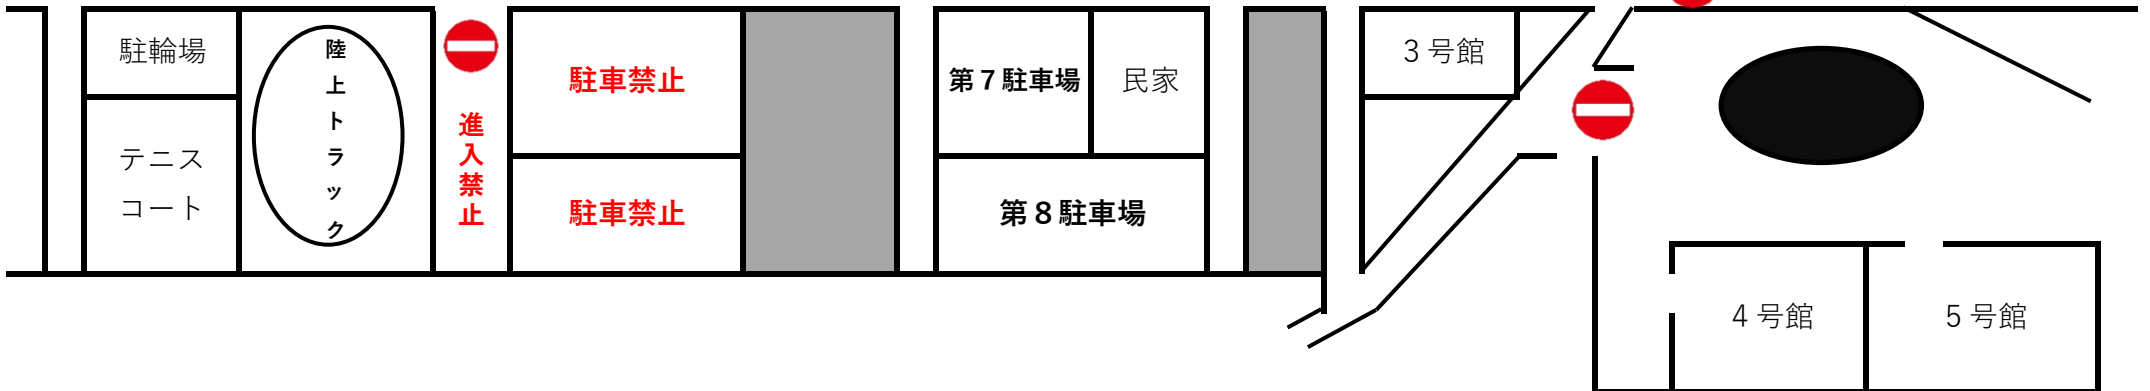 駐輪場
テニス
コート
陸上トラック
進入禁止
駐車禁止
駐車禁止
第７駐車場
民家
第８駐車場
３号館
４号館
５号館